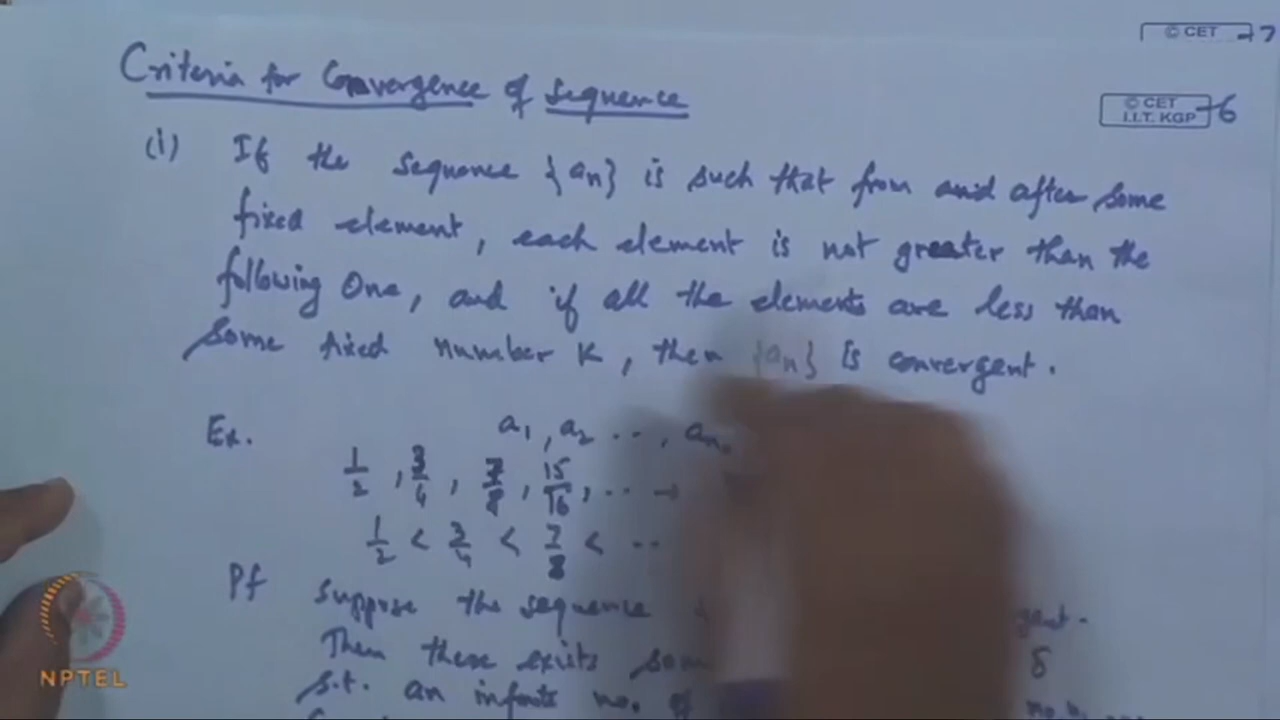 © CET
7
Criteria for Convergence of Sequence
© CET
I.I.T. KGP
6
(i) If the sequence {an} is such that from and after some
fixed element, each element is not greater than the
following One, and if all the elements are less than
Some fixed number K, then {an} is convergent.
Ex. a1, a2 ..., an
1/2, 3/4, 7/8, 15/16, ... →
1/2 < 3/4 < 7/8 < ...
Pf Suppose the sequence
Then there exists δ
s.t. an infinite no. of
NPTEL